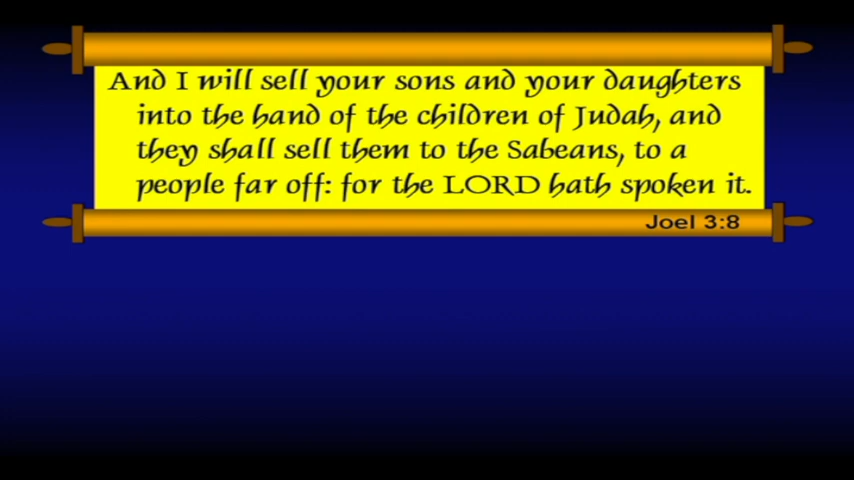 And I will sell your sons and your daughters
into the hand of the children of Judah, and
they shall sell them to the Sabeans, to a
people far off: for the LORD hath spoken it.
Joel 3:8